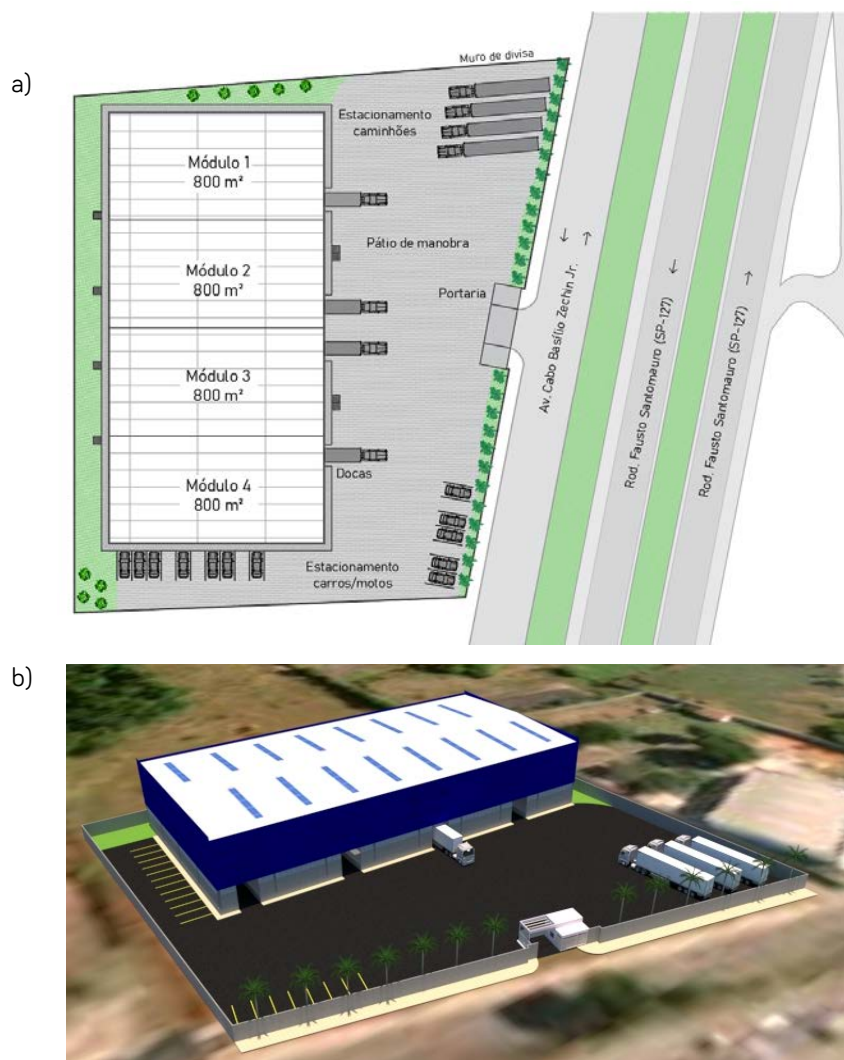 a)
Muro de divisa
Estacionamento
caminhões
Módulo 1
800 m²
Pátio de manobra
Módulo 2
800 m²
Portaria
Av. Cabo Basílio Zechin Jr.
Rod. Fausto Santomauro (SP-127)
Rod. Fausto Santomauro (SP-127)
Módulo 3
800 m²
Docas
Módulo 4
800 m²
Estacionamento
carros/motos
b)